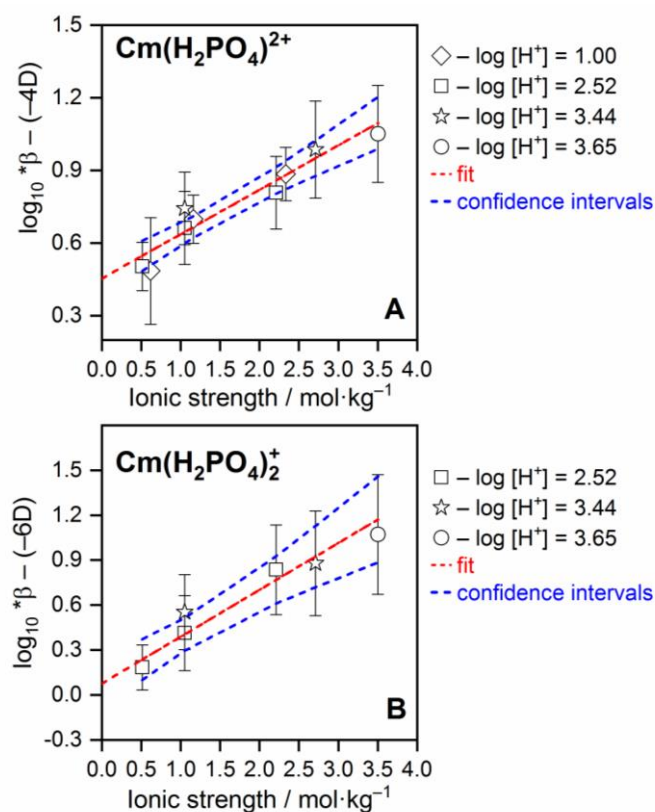 Cm(H₂PO₄)²⁺
A
log₁₀ *β – (–4D)
1.5
1.2
0.9
0.6
0.3
0.0 0.5 1.0 1.5 2.0 2.5 3.0 3.5 4.0
Ionic strength / mol·kg⁻¹
– log [H⁺] = 1.00
– log [H⁺] = 2.52
– log [H⁺] = 3.44
– log [H⁺] = 3.65
fit
confidence intervals
Cm(H₂PO₄)₂⁺
B
log₁₀ *β – (–6D)
1.5
1.2
0.9
0.6
0.3
0.0
-0.3
0.0 0.5 1.0 1.5 2.0 2.5 3.0 3.5 4.0
Ionic strength / mol·kg⁻¹
– log [H⁺] = 2.52
– log [H⁺] = 3.44
– log [H⁺] = 3.65
fit
confidence intervals